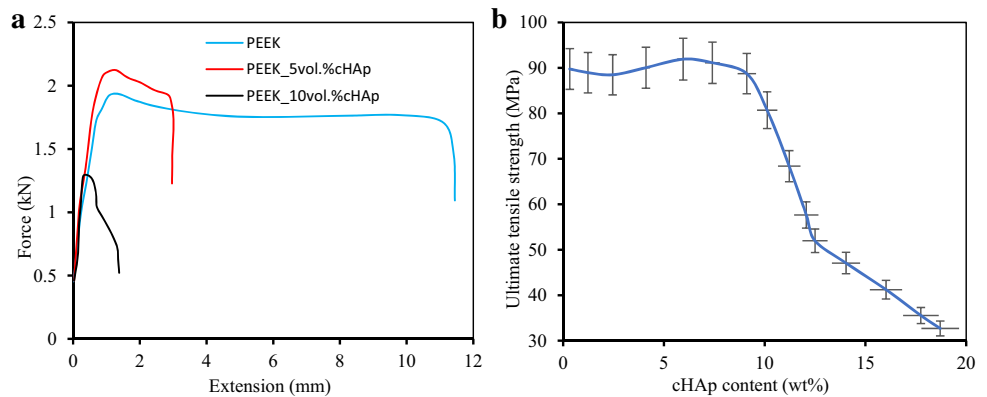 a
2.5
2
1.5
1
0.5
0
0 2 4 6 8 10 12
Force (kN)
Extension (mm)
PEEK
PEEK_5vol.%cHAp
PEEK_10vol.%cHAp
b
100
90
80
70
60
50
40
30
0 5 10 15 20
Ultimate tensile strength (MPa)
cHAp content (wt%)